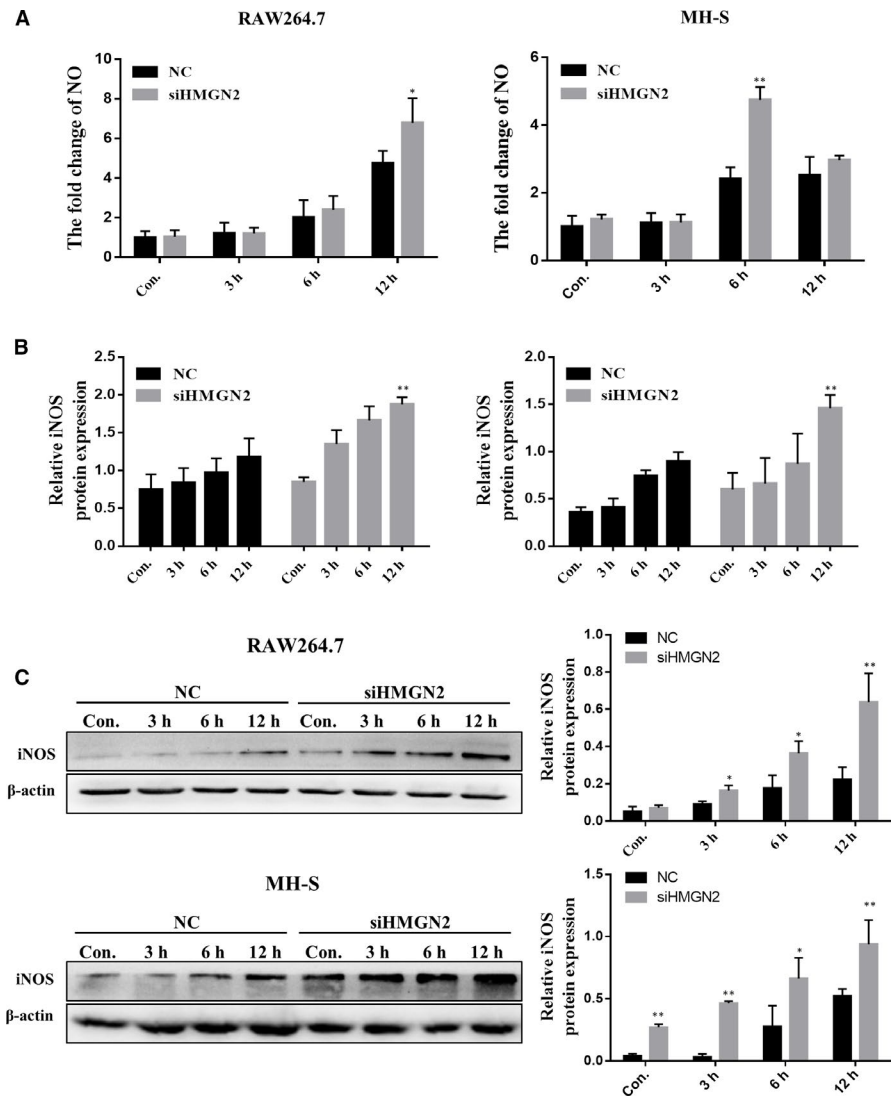 A
RAW264.7
MH-S
The fold change of NO
10
8
6
4
2
0
NC
siHMGN2
*
Con.
3 h
6 h
12 h
The fold change of NO
6
4
2
0
NC
siHMGN2
**
Con.
3 h
6 h
12 h
B
Relative iNOS
protein expression
2.5
2.0
1.5
1.0
0.5
0.0
NC
siHMGN2
**
Con.
3 h
6 h
12 h
Con.
3 h
6 h
12 h
Relative iNOS
protein expression
2.0
1.5
1.0
0.5
0.0
NC
siHMGN2
**
Con.
3 h
6 h
12 h
Con.
3 h
6 h
12 h
C
RAW264.7
NC siHMGN2
Con. 3 h 6 h 12 h Con. 3 h 6 h 12 h
iNOS
β-actin
Relative iNOS
protein expression
1.0
0.8
0.6
0.4
0.2
0.0
NC
siHMGN2
*
*
**
Con.
3 h
6 h
12 h
MH-S
NC siHMGN2
Con. 3 h 6 h 12 h Con. 3 h 6 h 12 h
iNOS
β-actin
Relative iNOS
protein expression
1.5
1.0
0.5
0.0
NC
siHMGN2
**
**
*
**
Con.
3 h
6 h
12 h